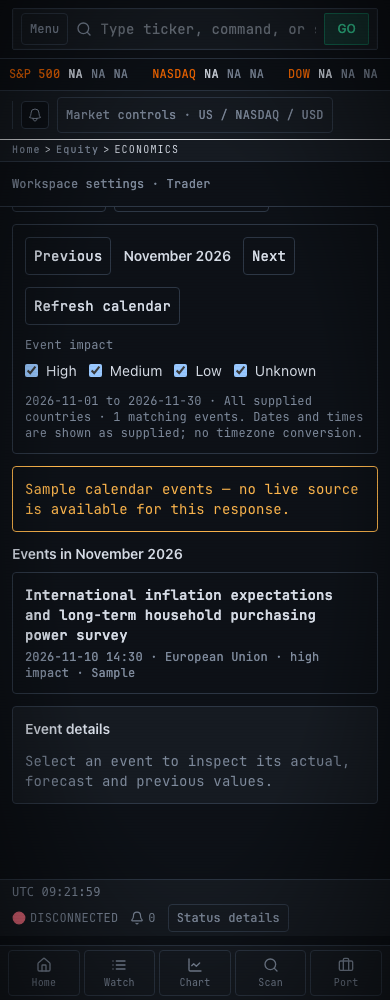 Menu Type ticker, command, or s GO
S&P 500 NA NA NA NASDAQ NA NA NA DOW NA NA NA
Market controls · US / NASDAQ / USD
Home > Equity > ECONOMICS
Workspace settings · Trader
Previous November 2026 Next
Refresh calendar
Event impact
High Medium Low Unknown
2026-11-01 to 2026-11-30 · All supplied
countries · 1 matching events. Dates and times
are shown as supplied; no timezone conversion.
Sample calendar events — no live source
is available for this response.
Events in November 2026
International inflation expectations
and long-term household purchasing
power survey
2026-11-10 14:30 · European Union · high
impact · Sample
Event details
Select an event to inspect its actual,
forecast and previous values.
UTC 09:21:59
DISCONNECTED 0 Status details
Home Watch Chart Scan Port